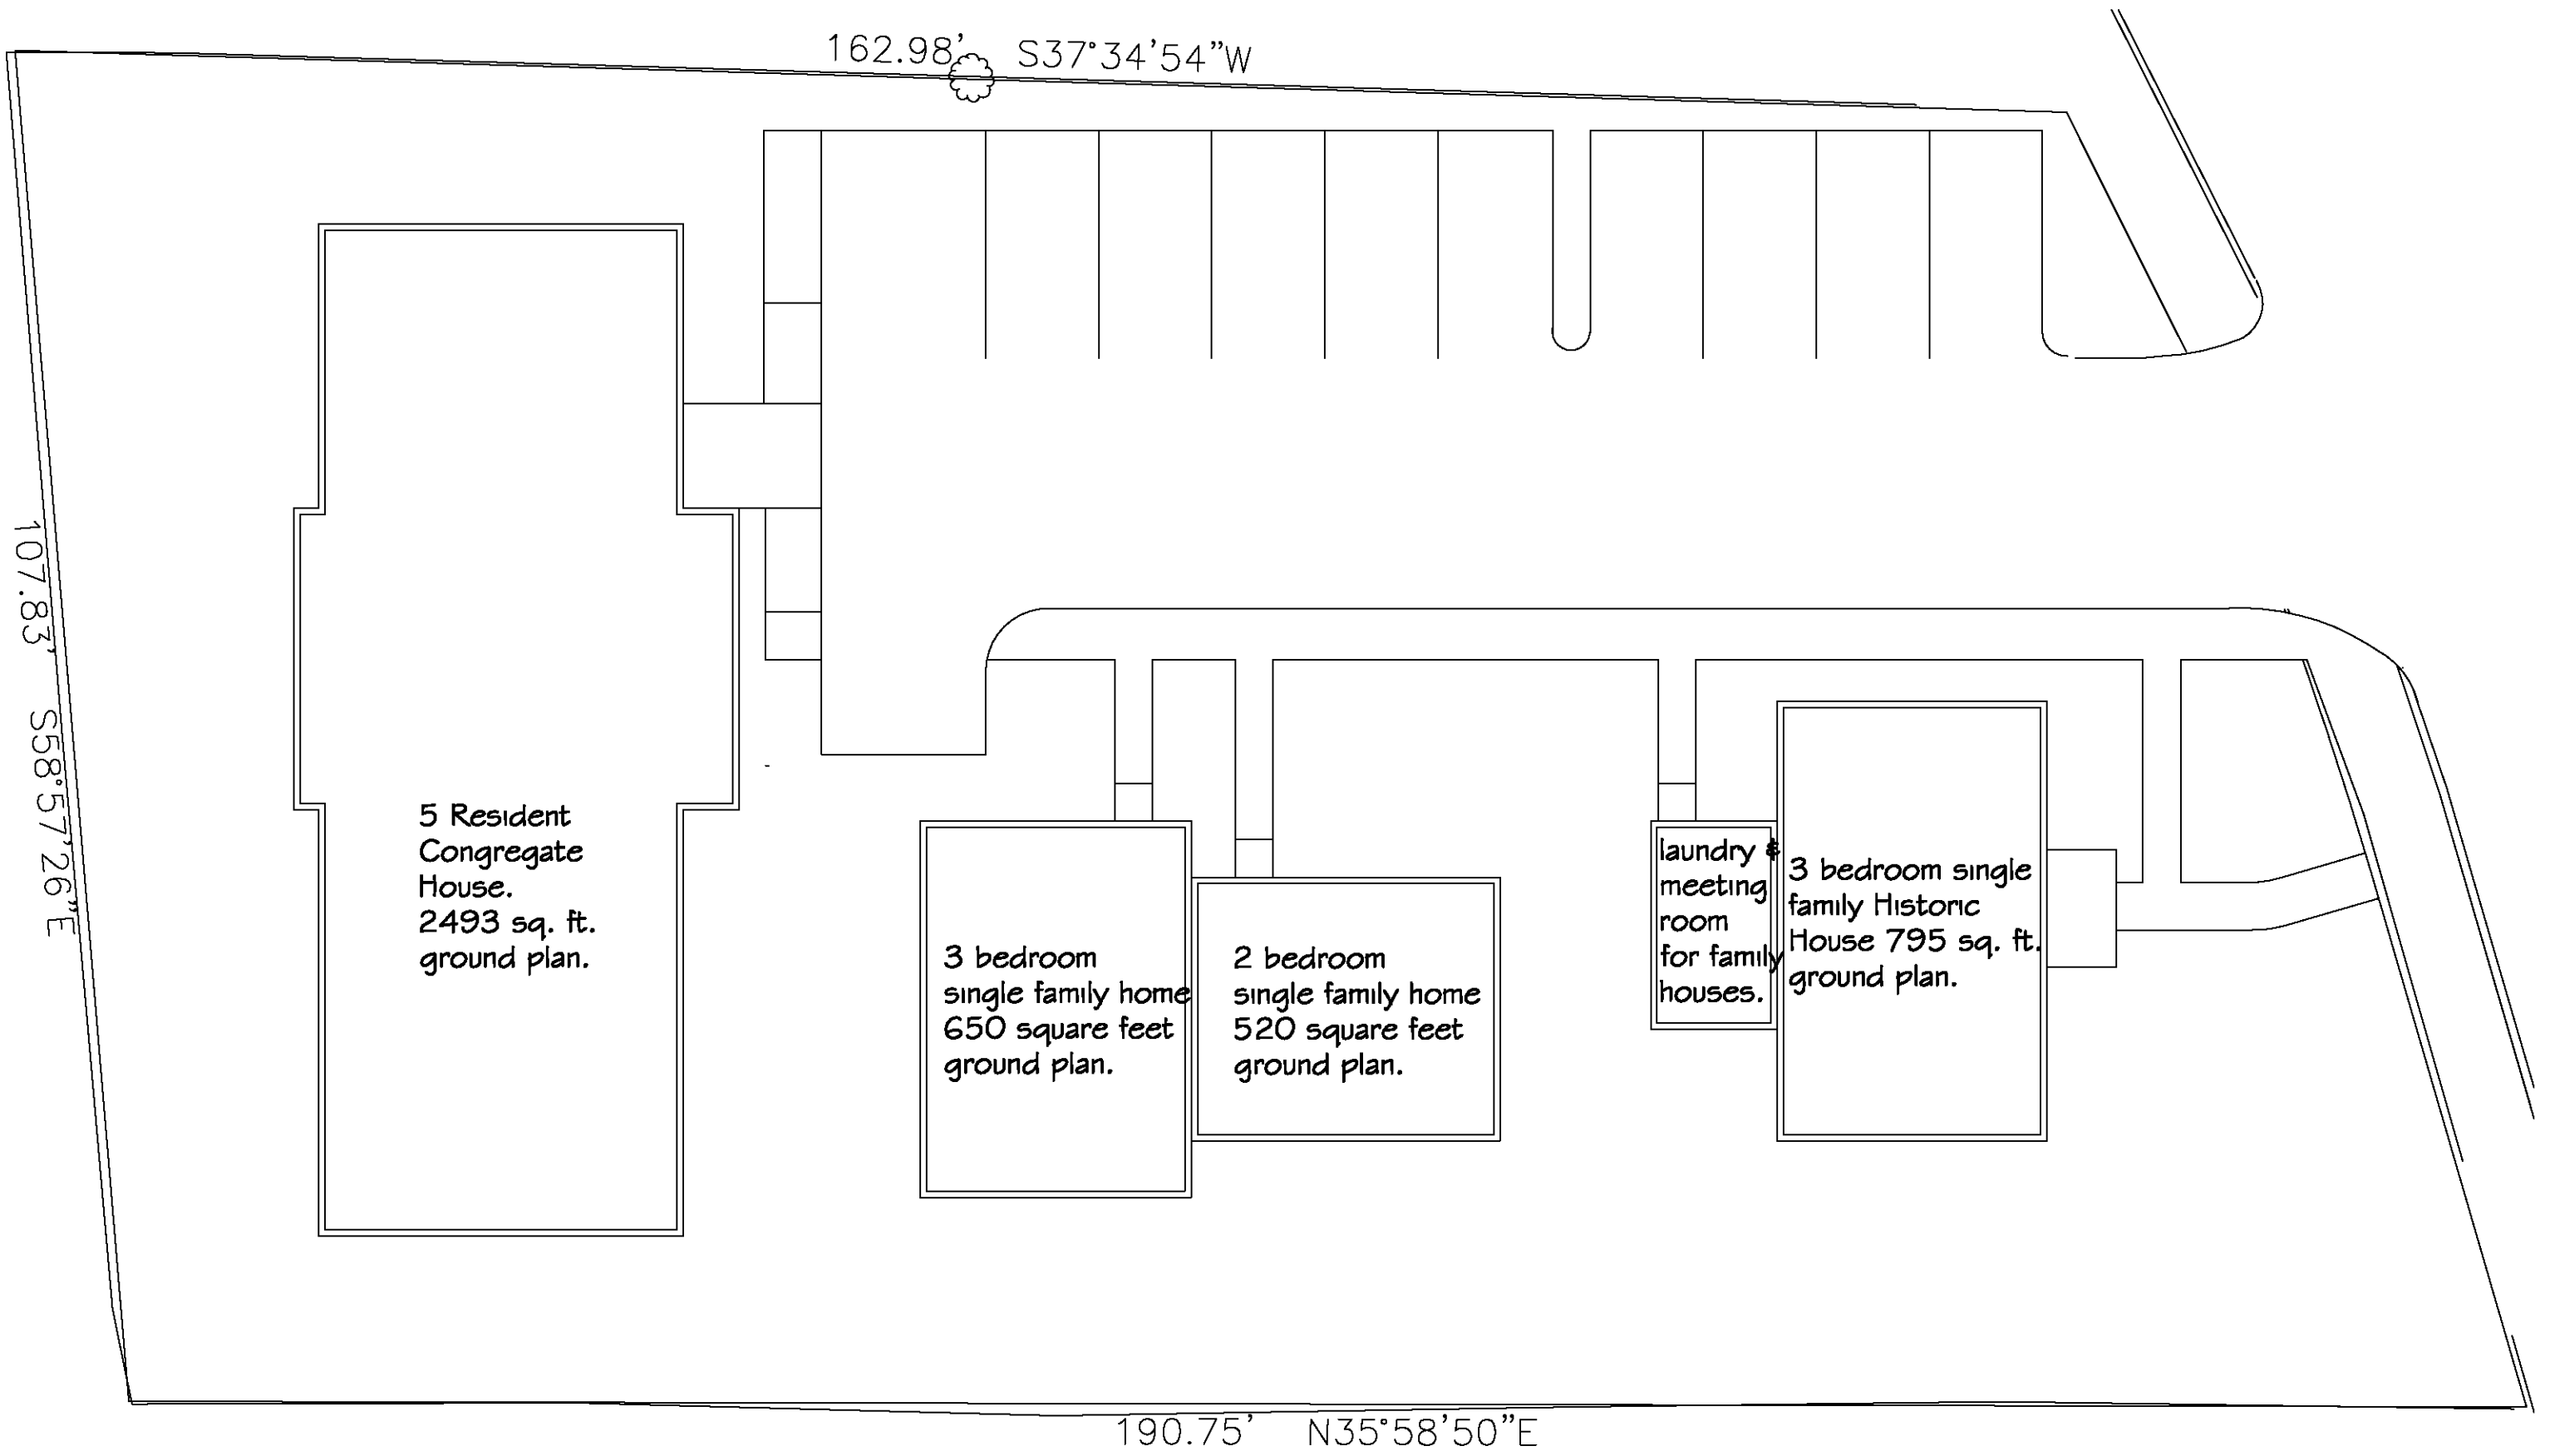 162.98' S37°34'54"W
107.83' S58°57'26"E
5 Resident
Congregate
House.
2493 sq. ft.
ground plan.
3 bedroom
single family home
650 square feet
ground plan.
2 bedroom
single family home
520 square feet
ground plan.
laundry &
meeting
room
for family
houses.
3 bedroom single
family Historic
House 795 sq. ft.
ground plan.
190.75' N35°58'50"E